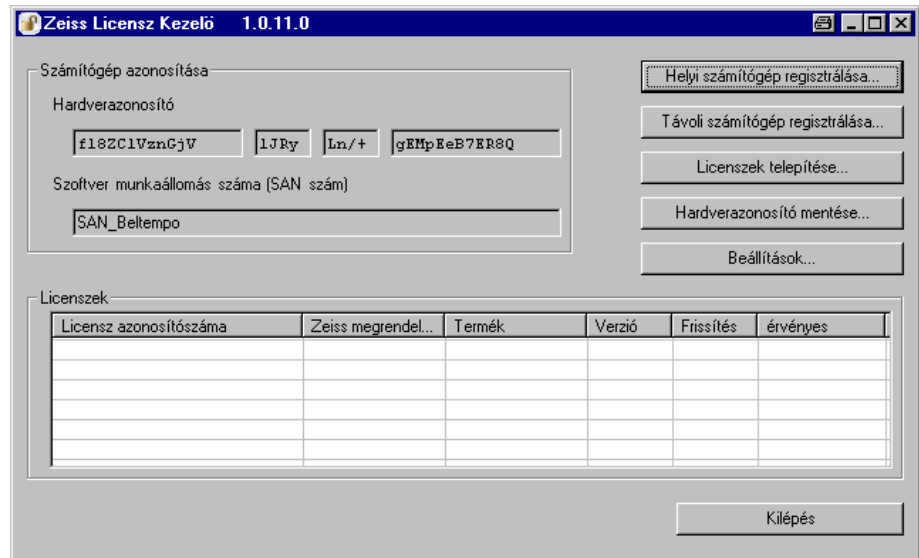 Zeiss Licensz Kezelö 1.0.11.0
Számítógép azonosítása
Hardverazonosító
f18ZC1VznGjV 1JRy Ln/+ gEMpEeB7ER8Q
Szoftver munkaállomás száma (SAN szám)
SAN_Beltempo
Helyi számítógép regisztrálása...
Távoli számítógép regisztrálása...
Licenszek telepítése...
Hardverazonosító mentése...
Beállítások...
Licenszek
Licensz azonosítószáma Zeiss megrendel... Termék Verzió Frissítés érvényes
Kilépés